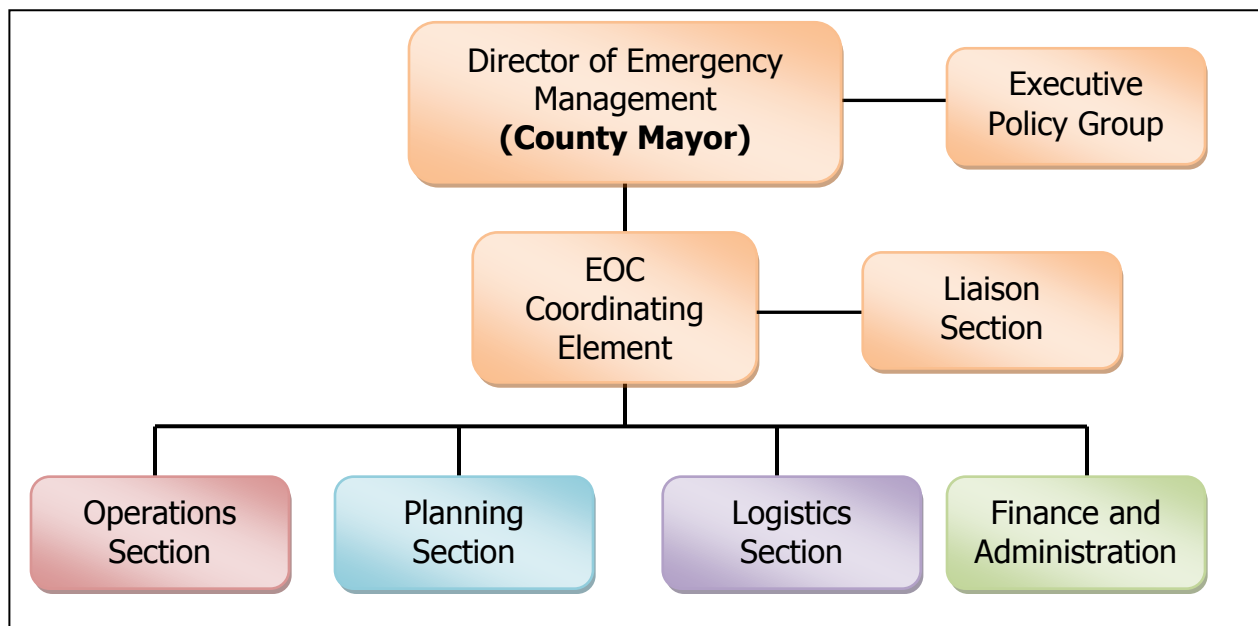 Director of Emergency
Management
(County Mayor)
Executive
Policy Group
EOC
Coordinating
Element
Liaison
Section
Operations
Section
Planning
Section
Logistics
Section
Finance and
Administration